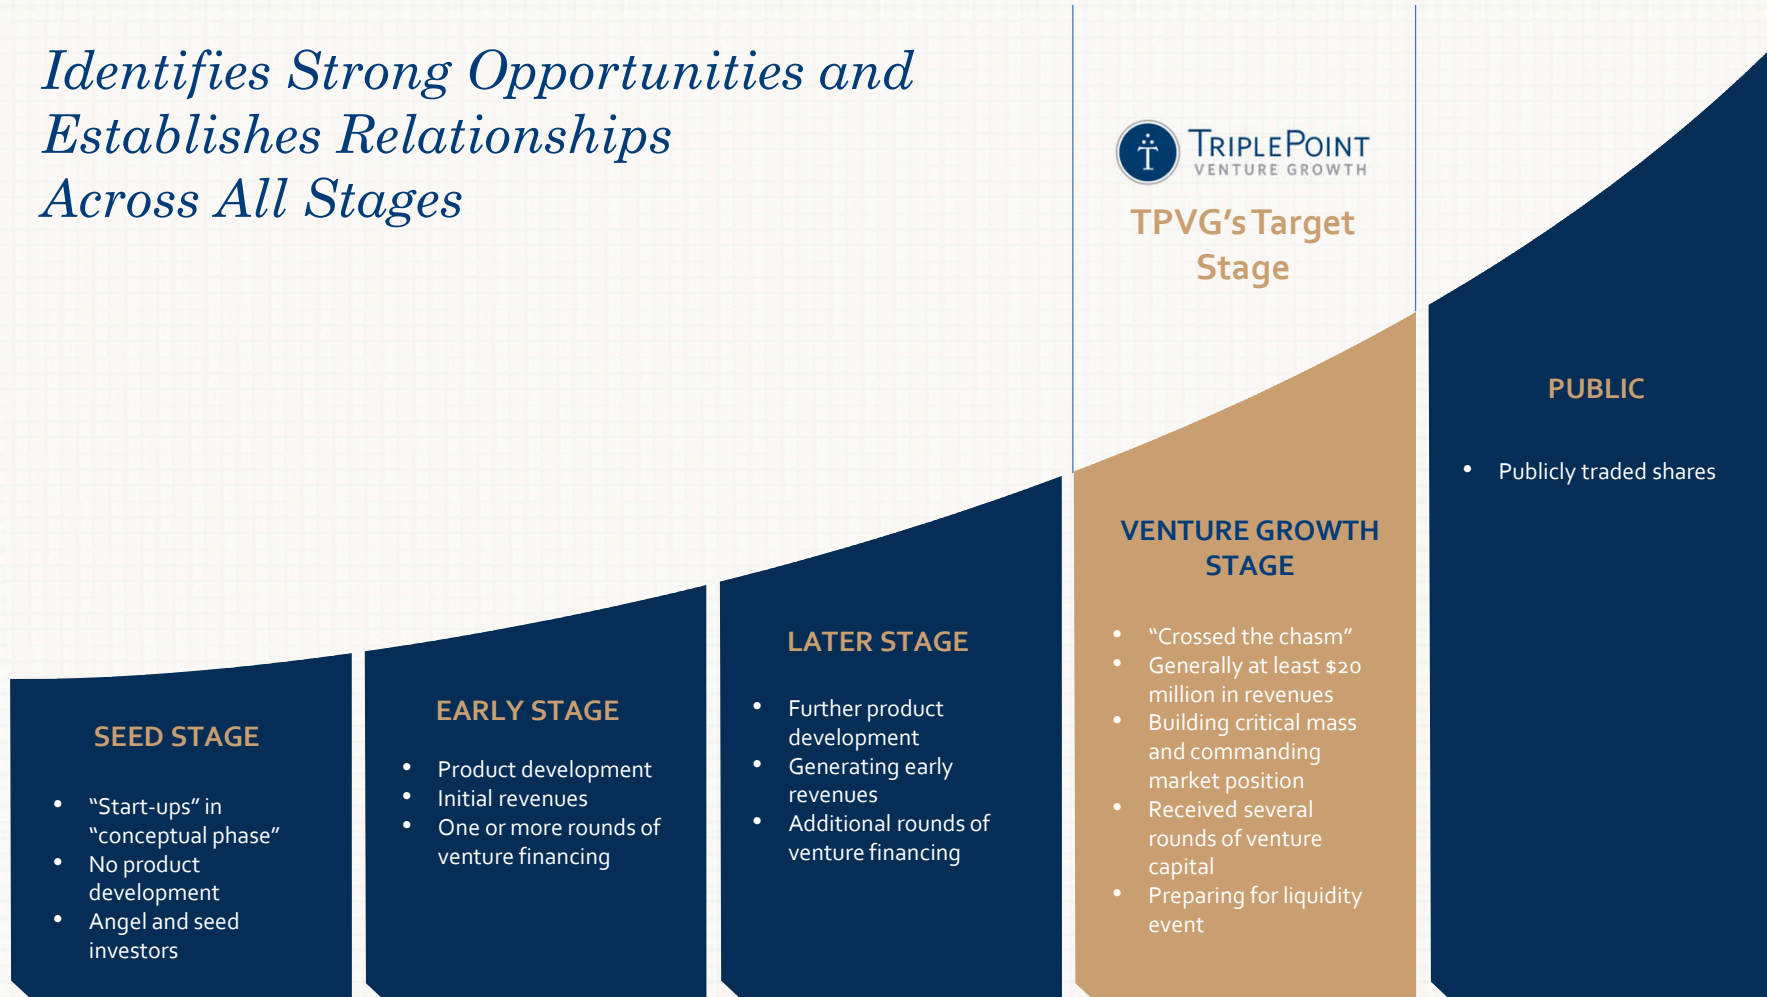 Identifies Strong Opportunities and
Establishes Relationships
Across All Stages
TRIPLEPOINT
VENTURE GROWTH
TPVG’s Target
Stage
SEED STAGE
• “Start-ups” in
“conceptual phase”
• No product
development
• Angel and seed
investors
EARLY STAGE
• Product development
• Initial revenues
• One or more rounds of
venture financing
LATER STAGE
• Further product
development
• Generating early
revenues
• Additional rounds of
venture financing
VENTURE GROWTH
STAGE
• “Crossed the chasm”
• Generally at least $20
million in revenues
• Building critical mass
and commanding
market position
• Received several
rounds of venture
capital
• Preparing for liquidity
event
PUBLIC
• Publicly traded shares